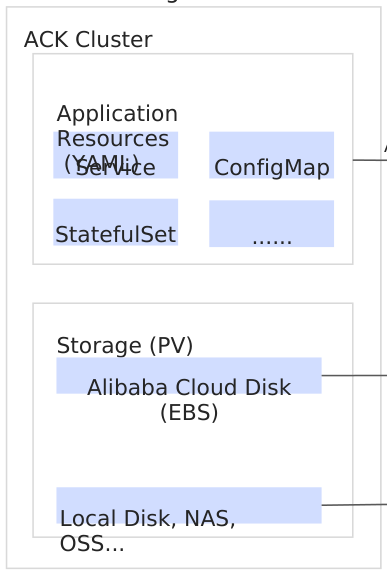 ACK Cluster
Application
Resources
(YAML)
Service
ConfigMap
StatefulSet
......
Storage (PV)
Alibaba Cloud Disk
(EBS)
Local Disk, NAS,
OSS...